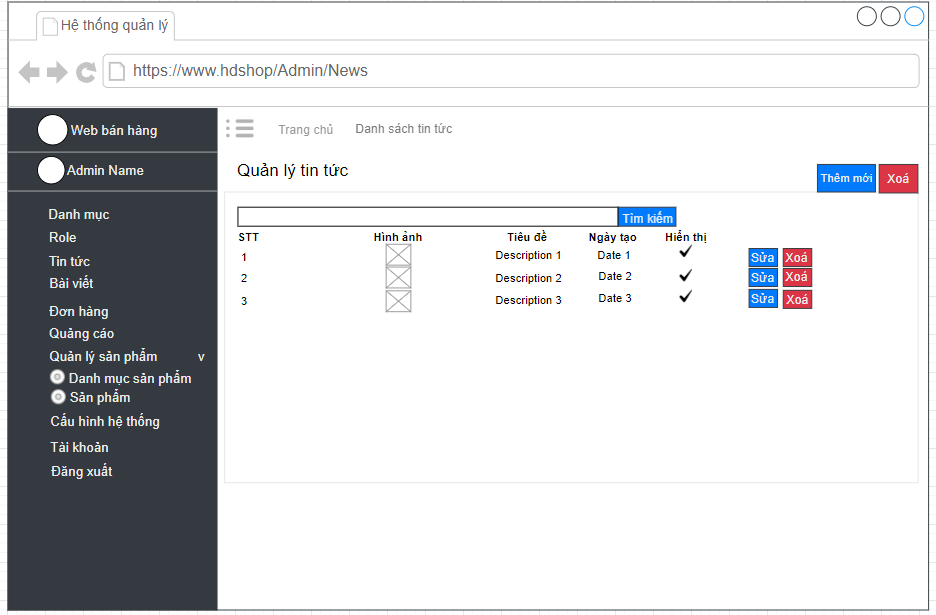 Hệ thống quản lý
https://www.hdshop/Admin/News
Web bán hàng
Admin Name
Danh mục
Role
Tin tức
Bài viết
Đơn hàng
Quảng cáo
Quản lý sản phẩm v
Danh mục sản phẩm
Sản phẩm
Cấu hình hệ thống
Tài khoản
Đăng xuất
Trang chủ Danh sách tin tức
Quản lý tin tức
Thêm mới Xoá
Tìm kiếm
STT Hình ảnh Tiêu đề Ngày tạo Hiển thị
1 Description 1 Date 1 Sửa Xoá
2 Description 2 Date 2 Sửa Xoá
3 Description 3 Date 3 Sửa Xoá